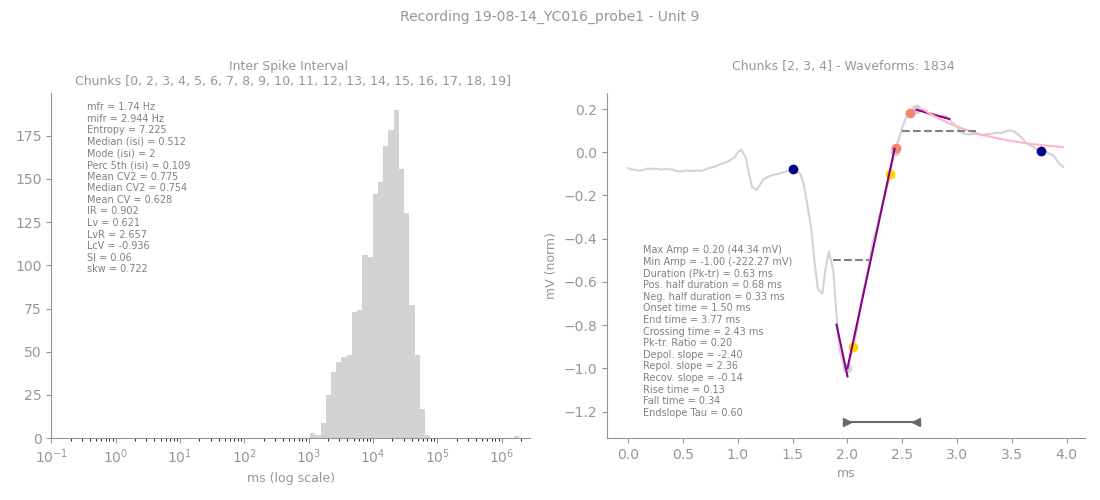 Recording 19-08-14_YC016_probe1 - Unit 9
Inter Spike Interval
Chunks [0, 2, 3, 4, 5, 6, 7, 8, 9, 10, 11, 12, 13, 14, 15, 16, 17, 18, 19]
mfr = 1.74 Hz
mifr = 2.944 Hz
Entropy = 7.225
Median (isi) = 0.512
Mode (isi) = 2
Perc 5th (isi) = 0.109
Mean CV2 = 0.775
Median CV2 = 0.754
Mean CV = 0.628
IR = 0.902
Lv = 0.621
LvR = 2.657
LcV = -0.936
SI = 0.06
skw = 0.722
175
150
125
100
75
50
25
0
10⁻¹ 10⁰ 10¹ 10² 10³ 10⁴ 10⁵ 10⁶
ms (log scale)
Chunks [2, 3, 4] - Waveforms: 1834
mV (norm)
0.2
0.0
−0.2
−0.4
−0.6
−0.8
−1.0
−1.2
Max Amp = 0.20 (44.34 mV)
Min Amp = -1.00 (-222.27 mV)
Duration (Pk-tr) = 0.63 ms
Pos. half duration = 0.68 ms
Neg. half duration = 0.33 ms
Onset time = 1.50 ms
End time = 3.77 ms
Crossing time = 2.43 ms
Pk-tr. Ratio = 0.20
Depol. slope = -2.40
Repol. slope = 2.36
Recov. slope = -0.14
Rise time = 0.13
Fall time = 0.34
Endslope Tau = 0.60
0.0 0.5 1.0 1.5 2.0 2.5 3.0 3.5 4.0
ms